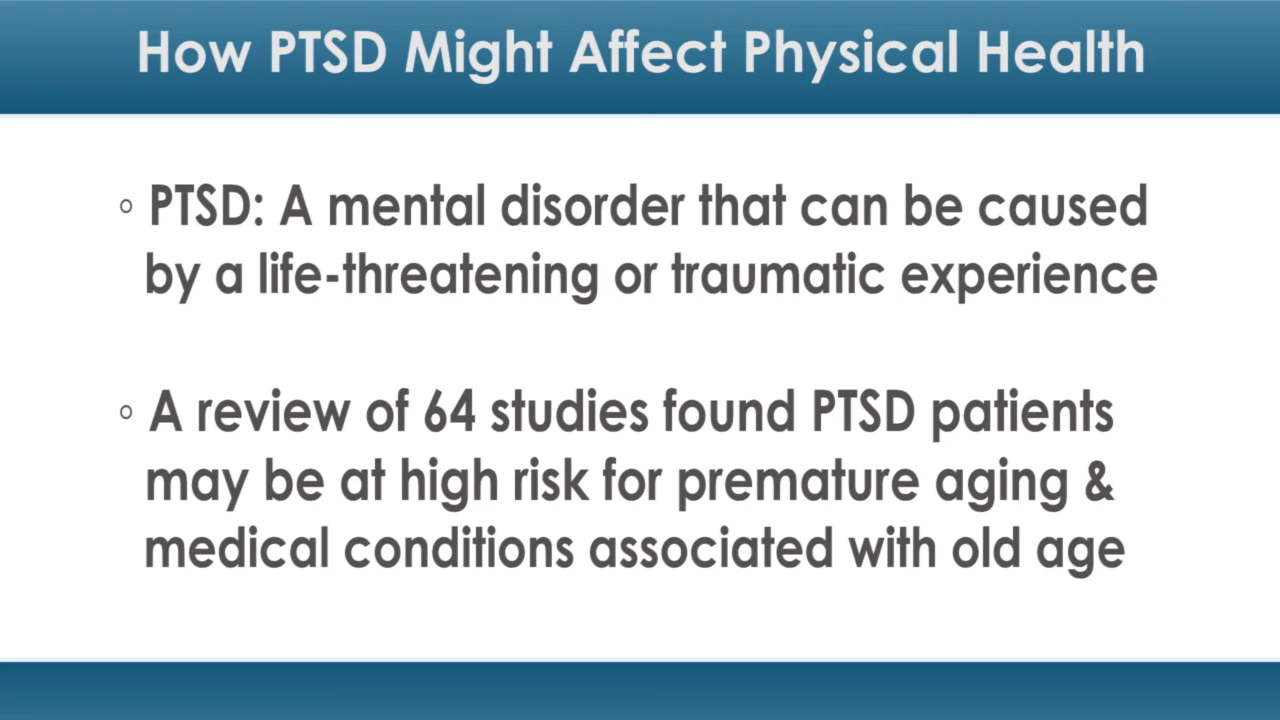 How PTSD Might Affect Physical Health
◦ PTSD: A mental disorder that can be caused
by a life-threatening or traumatic experience
◦ A review of 64 studies found PTSD patients
may be at high risk for premature aging &
medical conditions associated with old age